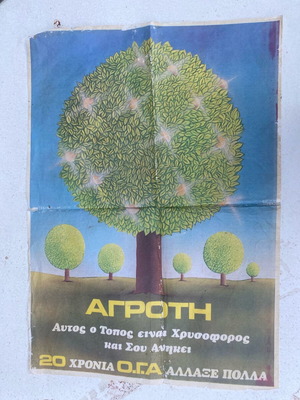 ΑΓΡΟΤΗ
Αυτος ο Τοπος ειναι Χρυσοφορος
και Σου Ανηκει
20 ΧΡΟΝΙΑ Ο.Γ.Α ΑΛΛΑΞΕ ΠΟΛΛΑ